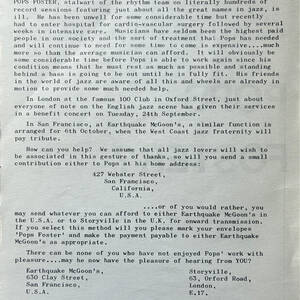 POPS FOSTER, stalwart of the rhythm team on literally hundreds of
record sessions featuring just about all the great names in jazz, is
ill. He has been unwell for some considerable time but recently
had to enter hospital for cardio-vascular surgery followed by several
weeks in intensive care. Musicians have seldom been the highest paid
people in our society and the sort of treatment that Pops has needed
and will continue to need for some time to come is expensive....much
more so than the average musician can afford. It will obviously be
some considerable time before Pops is able to work again since his
condition means that he must rest as much as possible and standing
behind a bass is going to be out until he is fully fit. His friends
in the world of jazz are aware of all this and wheels are already in
motion to provide him with some financial help.
In London at the famous 100 Club in Oxford Street, just about
everyone of note on the English jazz scene has given their services
in a benefit concert on Tuesday, 24th September.
In San Francisco, at Earthquake McGoon's, a similar function is
arranged for 6th October, when the West Coast jazz fraternity will
pay tribute.
How can you help? We assume that all jazz lovers will wish to
be associated in this gesture of thanks, so will you send a small
contribution either to Pops at his home address:
427 Webster Street,
San Francisco,
California,
U.S.A.
....or of you would rather, you
may send whatever you can afford to either Earthquake McGoon's in
the U.S.A. or to Storyville in the U.K. for onward transmission.
If you select this method will you please mark your envelopes
'Pops Foster' and make the payment payable to either Earthquake
McGoon's as appropriate.
There can be none of you who have not enjoyed Pops' work with
pleasure...may he now have the pleasure of hearing from YOU?
Earthquake McGoon's, Storyville,
630 Clay Street, 63, Orford Road,
San Francisco, London,
U.S.A. E.17.